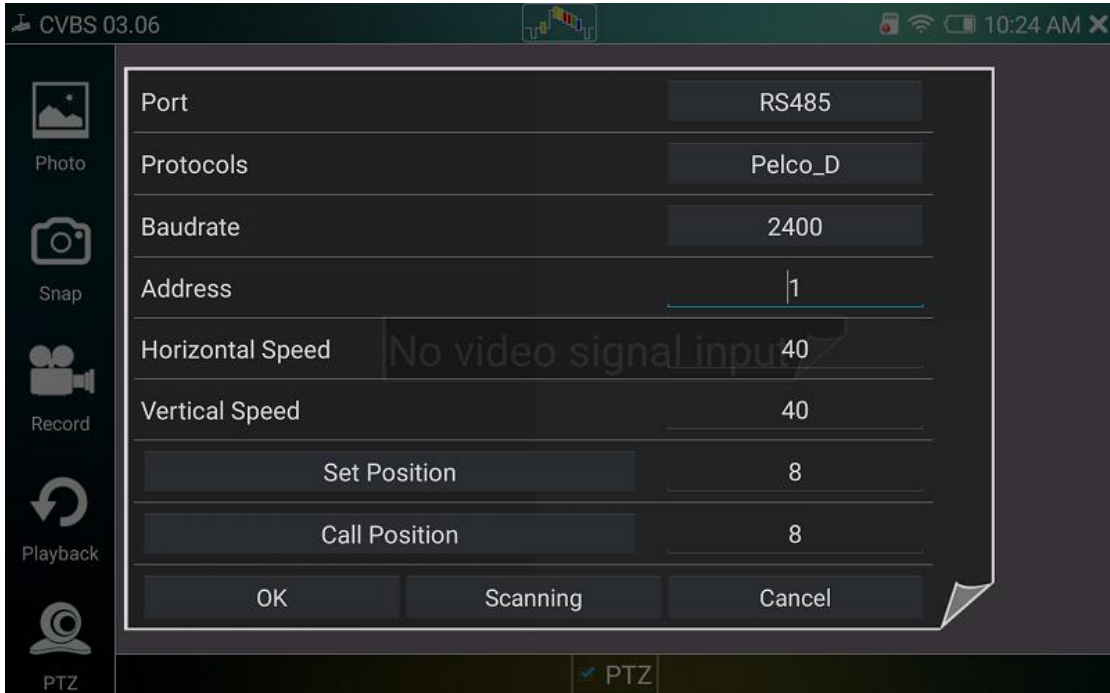 CVBS 03.06
10:24 AM
Photo
Snap
Record
Playback
PTZ
Port RS485
Protocols Pelco_D
Baudrate 2400
Address 1
Horizontal Speed 40
No video signal input
Vertical Speed 40
Set Position 8
Call Position 8
OK Scanning Cancel
PTZ